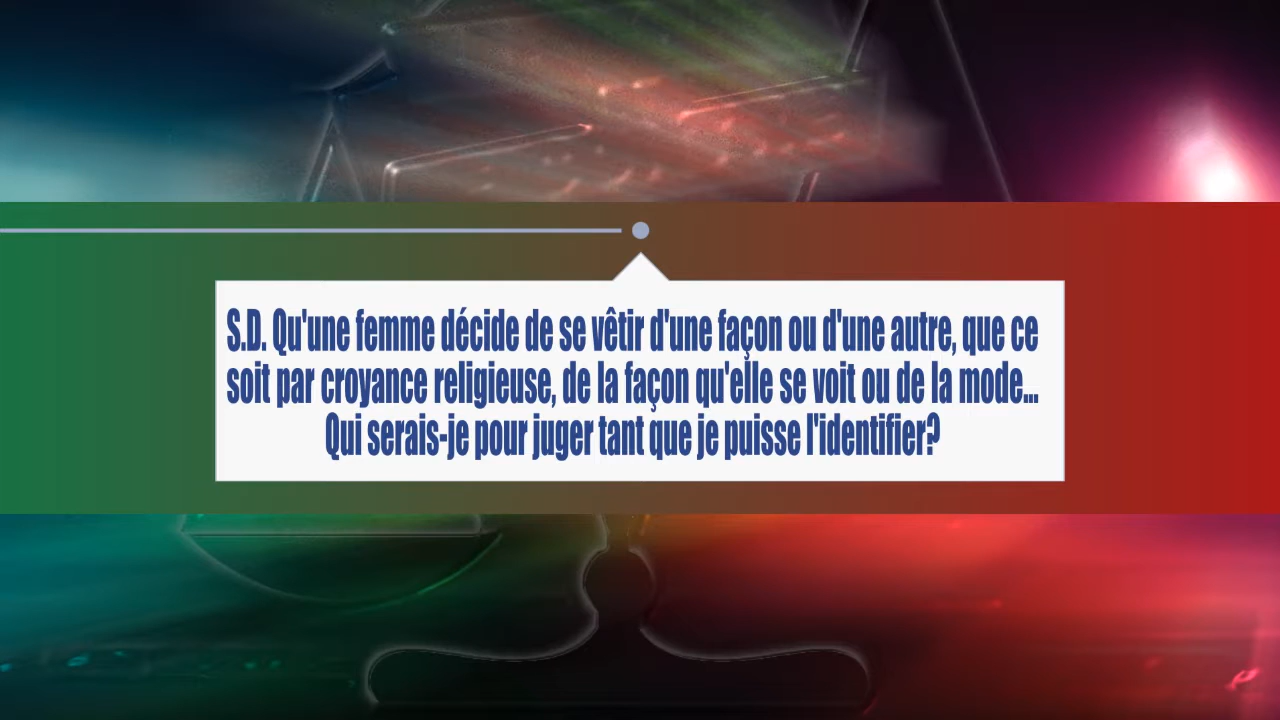 S.D. Qu'une femme décide de se vêtir d'une façon ou d'une autre, que ce
soit par croyance religieuse, de la façon qu'elle se voit ou de la mode...
Qui serais-je pour juger tant que je puisse l'identifier?